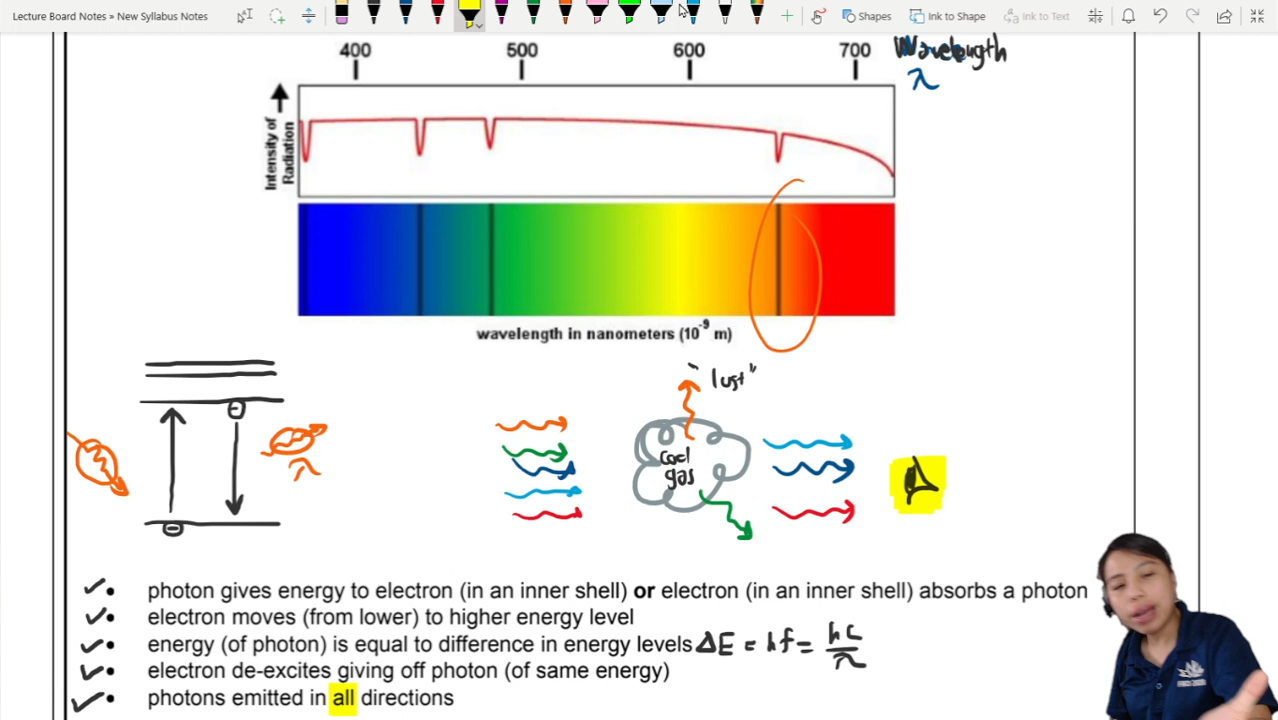 Lecture Board Notes » New Syllabus Notes
Shapes
Ink to Shape
Ink to Text
Share
400 500 600 700 Wavelength
λ
Intensity of
Radiation
wavelength in nanometers (10⁻⁹ m)
"lost"
cool
gas
λ
• photon gives energy to electron (in an inner shell) or electron (in an inner shell) absorbs a photon
• electron moves (from lower) to higher energy level
• energy (of photon) is equal to difference in energy levels ΔE = hf = hc/λ
• electron de-excites giving off photon (of same energy)
• photons emitted in all directions